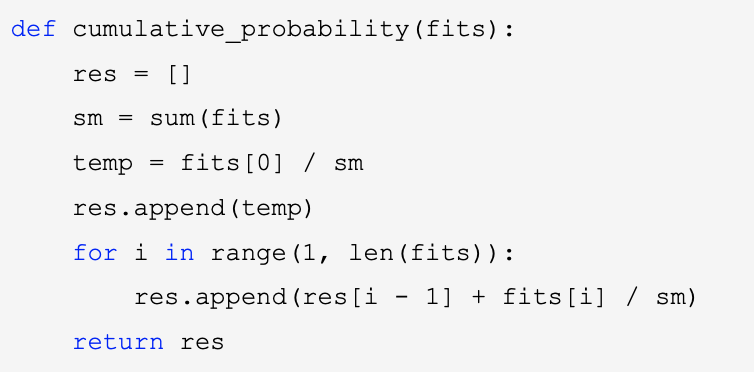 def cumulative_probability(fits):
    res = []
    sm = sum(fits)
    temp = fits[0] / sm
    res.append(temp)
    for i in range(1, len(fits)):
        res.append(res[i - 1] + fits[i] / sm)
    return res